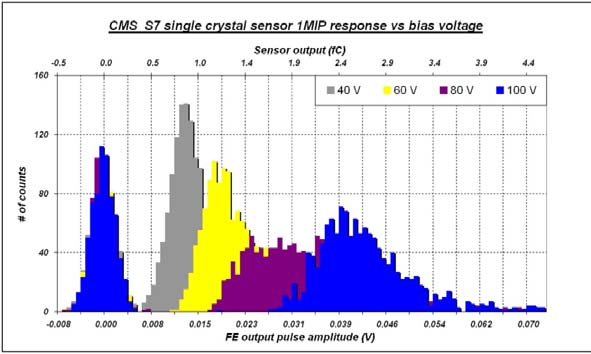 CMS S7 single crystal sensor 1MIP response vs bias voltage
Sensor output (fC)
-0.5 0.0 0.5 1.0 1.5 1.9 2.4 2.9 3.4 3.9 4.4
160
40 V 60 V 80 V 100 V
120
# of counts
80
40
0
-0.008 0.000 0.008 0.015 0.023 0.031 0.039 0.046 0.054 0.062 0.070
FE output pulse amplitude (V)